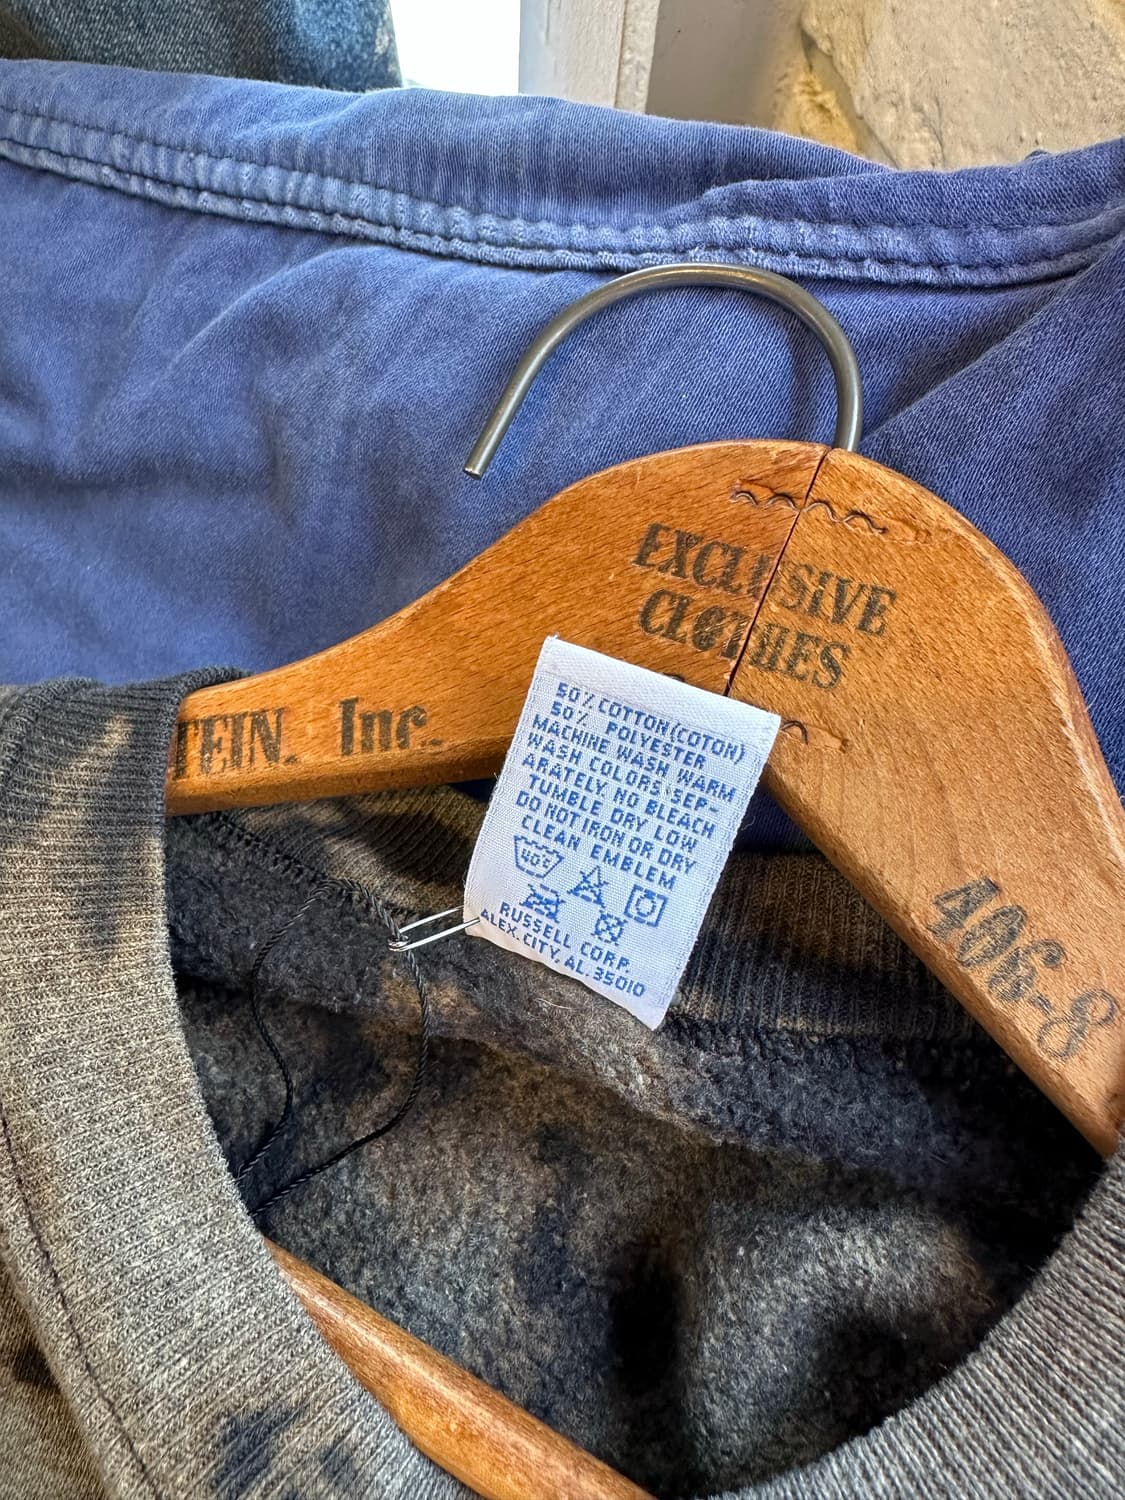 EXCLUSIVE
CLOTHES
TEIN. Inc.
406-8
50% COTTON (COTON)
50% POLYESTER
MACHINE WASH WARM
WASH COLORS SEP-
ARATELY, NO BLEACH
TUMBLE DRY LOW
DO NOT IRON OR DRY
CLEAN EMBLEM
40°C
RUSSELL CORP.
ALEX. CITY, AL. 35010